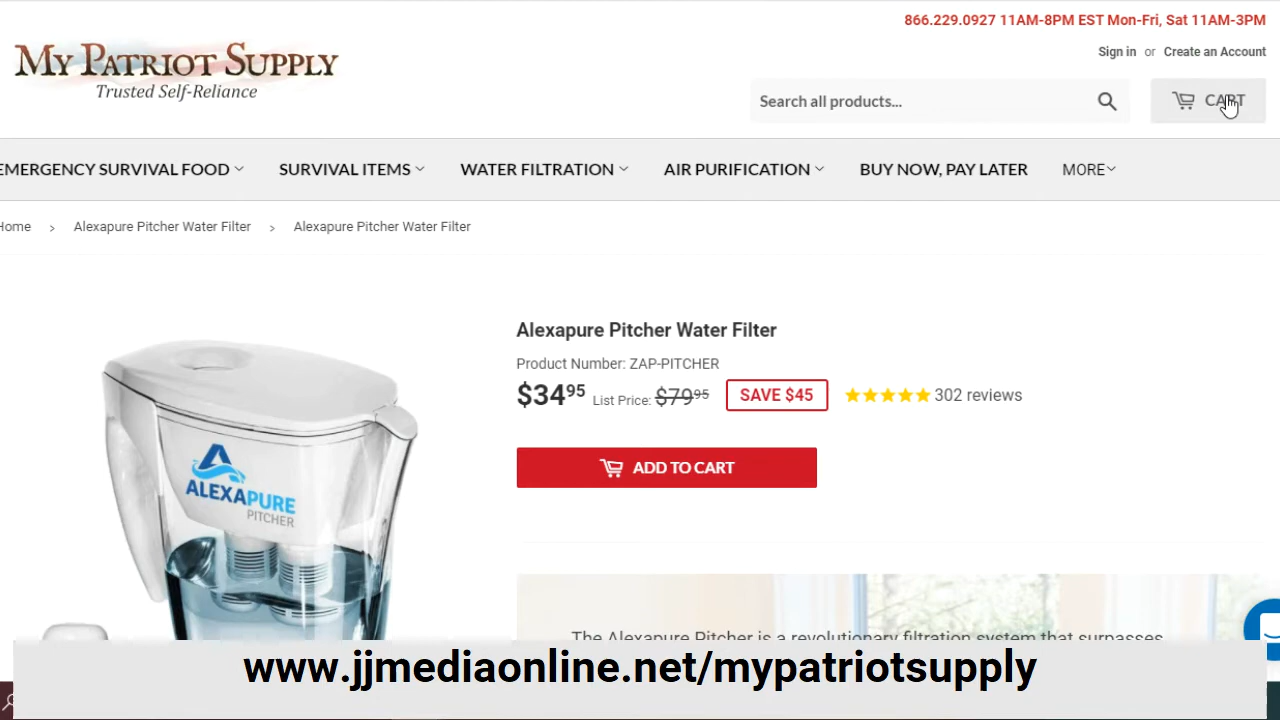 866.229.0927 11AM-8PM EST Mon-Fri, Sat 11AM-3PM
MY PATRIOT SUPPLY
Trusted Self-Reliance
Sign in or Create an Account
Search all products...
CART
EMERGENCY SURVIVAL FOOD SURVIVAL ITEMS WATER FILTRATION AIR PURIFICATION BUY NOW, PAY LATER MORE
Home > Alexapure Pitcher Water Filter > Alexapure Pitcher Water Filter
Alexapure Pitcher Water Filter
Product Number: ZAP-PITCHER
$34.95 List Price: $79.95 SAVE $45 302 reviews
ADD TO CART
ALEXAPURE
PITCHER
The Alexapure Pitcher is a revolutionary filtration system that surpasses
www.jjmediaonline.net/mypatriotsupply